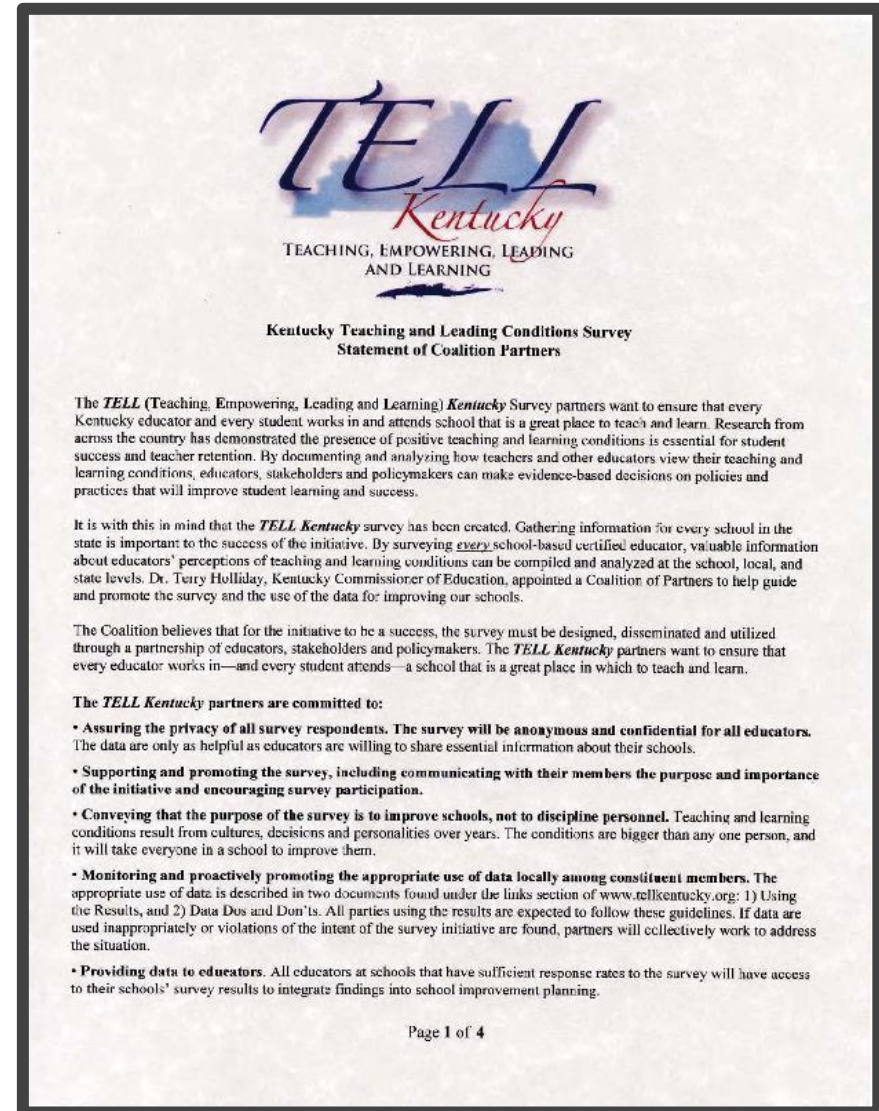 TELL
Kentucky
TEACHING, EMPOWERING, LEADING
AND LEARNING
Kentucky Teaching and Leading Conditions Survey
Statement of Coalition Partners
The TELL (Teaching, Empowering, Leading and Learning) Kentucky Survey partners want to ensure that every
Kentucky educator and every student works in and attends school that is a great place to teach and learn. Research from
across the country has demonstrated the presence of positive teaching and learning conditions is essential for student
success and teacher retention. By documenting and analyzing how teachers and other educators view their teaching and
learning conditions, educators, stakeholders and policymakers can make evidence-based decisions on policies and
practices that will improve student learning and success.
It is with this in mind that the TELL Kentucky survey has been created. Gathering information for every school in the
state is important to the success of the initiative. By surveying every school-based certified educator, valuable information
about educators' perceptions of teaching and learning conditions can be compiled and analyzed at the school, local, and
state levels. Dr. Terry Holliday, Kentucky Commissioner of Education, appointed a Coalition of Partners to help guide
and promote the survey and the use of the data for improving our schools.
The Coalition believes that for the initiative to be a success, the survey must be designed, disseminated and utilized
through a partnership of educators, stakeholders and policymakers. The TELL Kentucky partners want to ensure that
every educator works in—and every student attends—a school that is a great place in which to teach and learn.
The TELL Kentucky partners are committed to:
• Assuring the privacy of all survey respondents. The survey will be anonymous and confidential for all educators.
The data are only as helpful as educators are willing to share essential information about their schools.
• Supporting and promoting the survey, including communicating with their members the purpose and importance
of the initiative and encouraging survey participation.
• Conveying that the purpose of the survey is to improve schools, not to discipline personnel. Teaching and learning
conditions result from cultures, decisions and personalities over years. The conditions are bigger than any one person, and
it will take everyone in a school to improve them.
• Monitoring and proactively promoting the appropriate use of data locally among constituent members. The
appropriate use of data is described in two documents found under the links section of www.tellkentucky.org: 1) Using
the Results, and 2) Data Dos and Don'ts. All parties using the results are expected to follow these guidelines. If data are
used inappropriately or violations of the intent of the survey initiative are found, partners will collectively work to address
the situation.
• Providing data to educators. All educators at schools that have sufficient response rates to the survey will have access
to their schools' survey results to integrate findings into school improvement planning.
Page 1 of 4